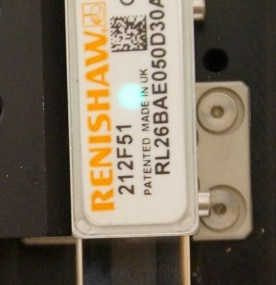 RENISHAW
212F51
PATENTED MADE IN UK
RL26BAE050D30A